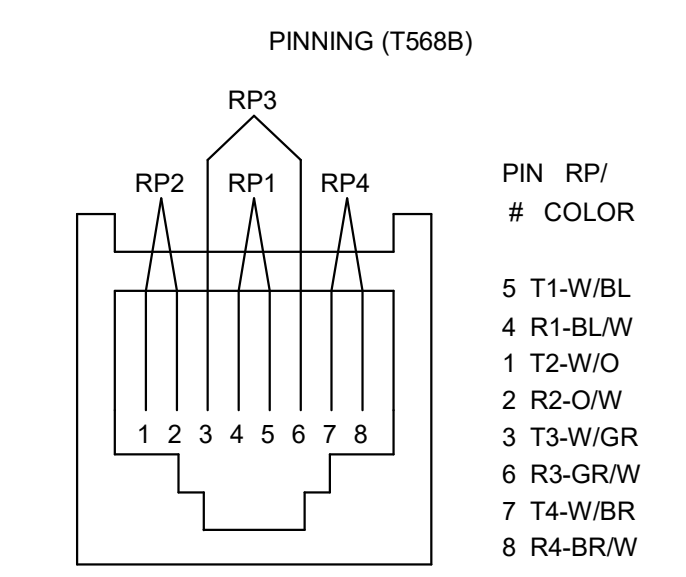 PINNING (T568B)
RP3
RP2 RP1 RP4
1 2 3 4 5 6 7 8
PIN RP/
# COLOR
5 T1-W/BL
4 R1-BL/W
1 T2-W/O
2 R2-O/W
3 T3-W/GR
6 R3-GR/W
7 T4-W/BR
8 R4-BR/W